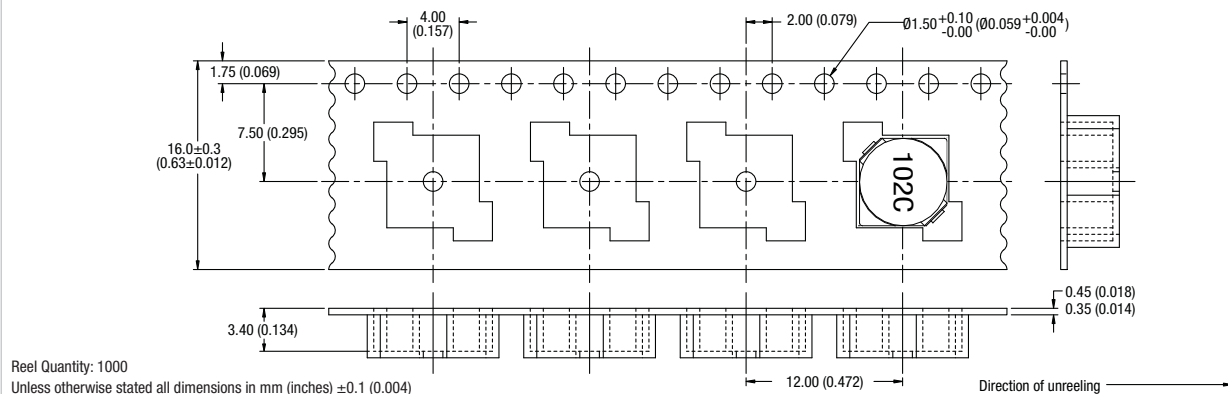 4.00
(0.157)
2.00 (0.079)
Ø1.50 +0.10 -0.00 (Ø0.059 +0.004 -0.00)
1.75 (0.069)
7.50 (0.295)
16.0±0.3
(0.63±0.012)
102C
0.45 (0.018)
0.35 (0.014)
3.40 (0.134)
12.00 (0.472)
Reel Quantity: 1000
Unless otherwise stated all dimensions in mm (inches) ±0.1 (0.004)
Direction of unreeling